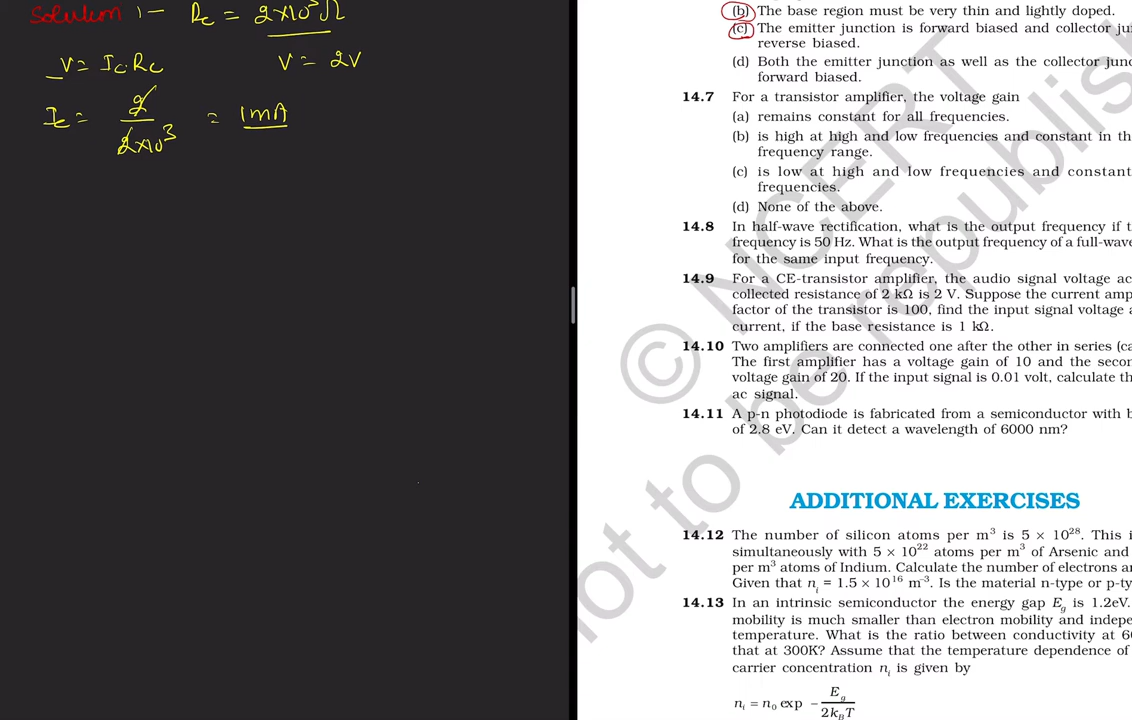 Solution :- Rc = 2×10³Ω
V = Ic Rc V = 2V
Ic = 2 / 2×10³ = 1mA
(b) The base region must be very thin and lightly doped.
(c) The emitter junction is forward biased and collector
reverse biased.
(d) Both the emitter junction as well as the collector
forward biased.
14.7 For a transistor amplifier, the voltage gain
(a) remains constant for all frequencies.
(b) is high at high and low frequencies and constant in the
frequency range.
(c) is low at high and low frequencies and constant
frequencies.
(d) None of the above.
14.8 In half-wave rectification, what is the output frequency if
frequency is 50 Hz. What is the output frequency of a full-wave
for the same input frequency.
14.9 For a CE-transistor amplifier, the audio signal voltage
collected resistance of 2 kΩ is 2 V. Suppose the current
factor of the transistor is 100, find the input signal voltage
current, if the base resistance is 1 kΩ.
14.10 Two amplifiers are connected one after the other in series
The first amplifier has a voltage gain of 10 and the
voltage gain of 20. If the input signal is 0.01 volt, calculate
ac signal.
14.11 A p-n photodiode is fabricated from a semiconductor with
of 2.8 eV. Can it detect a wavelength of 6000 nm?
ADDITIONAL EXERCISES
14.12 The number of silicon atoms per m³ is 5 × 10²⁸. This
simultaneously with 5 × 10²² atoms per m³ of Arsenic and
per m³ atoms of Indium. Calculate the number of electrons
Given that nᵢ = 1.5 × 10¹⁶ m⁻³. Is the material n-type or
14.13 In an intrinsic semiconductor the energy gap E_g is 1.2eV.
mobility is much smaller than electron mobility and
temperature. What is the ratio between conductivity at
that at 300K? Assume that the temperature dependence of
carrier concentration nᵢ is given by
nᵢ = n₀ exp − E_g / 2k_BT
© NCERT
not to be republish